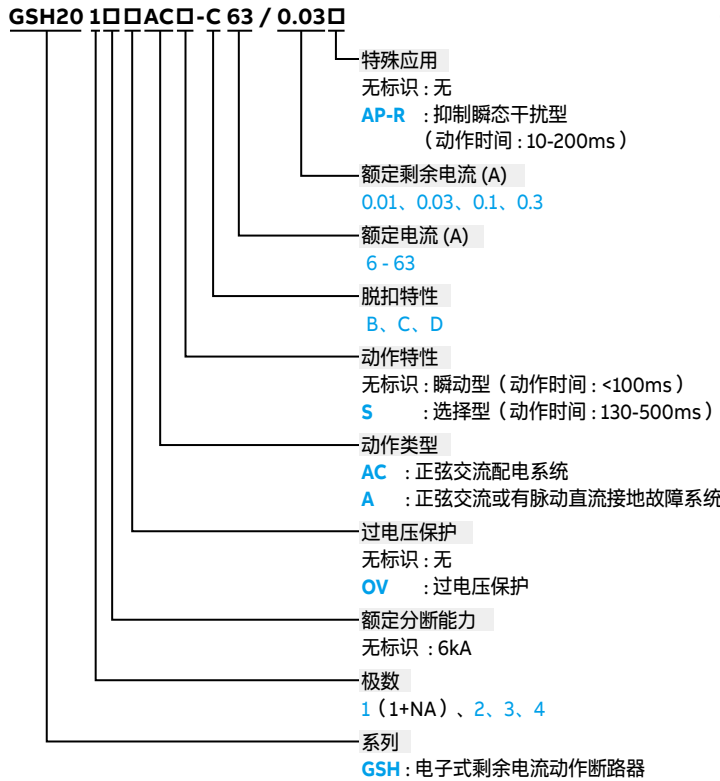 GSH20 1□□AC□-C 63 / 0.03□
特殊应用
无标识 : 无
AP-R : 抑制瞬态干扰型
（动作时间 : 10-200ms）
额定剩余电流 (A)
0.01、0.03、0.1、0.3
额定电流 (A)
6 - 63
脱扣特性
B、C、D
动作特性
无标识 : 瞬动型（动作时间 : <100ms）
S : 选择型（动作时间 : 130-500ms）
动作类型
AC : 正弦交流配电系统
A : 正弦交流或有脉动直流接地故障系统
过电压保护
无标识 : 无
OV : 过电压保护
额定分断能力
无标识 : 6kA
极数
1（1+NA）、2、3、4
系列
GSH : 电子式剩余电流动作断路器